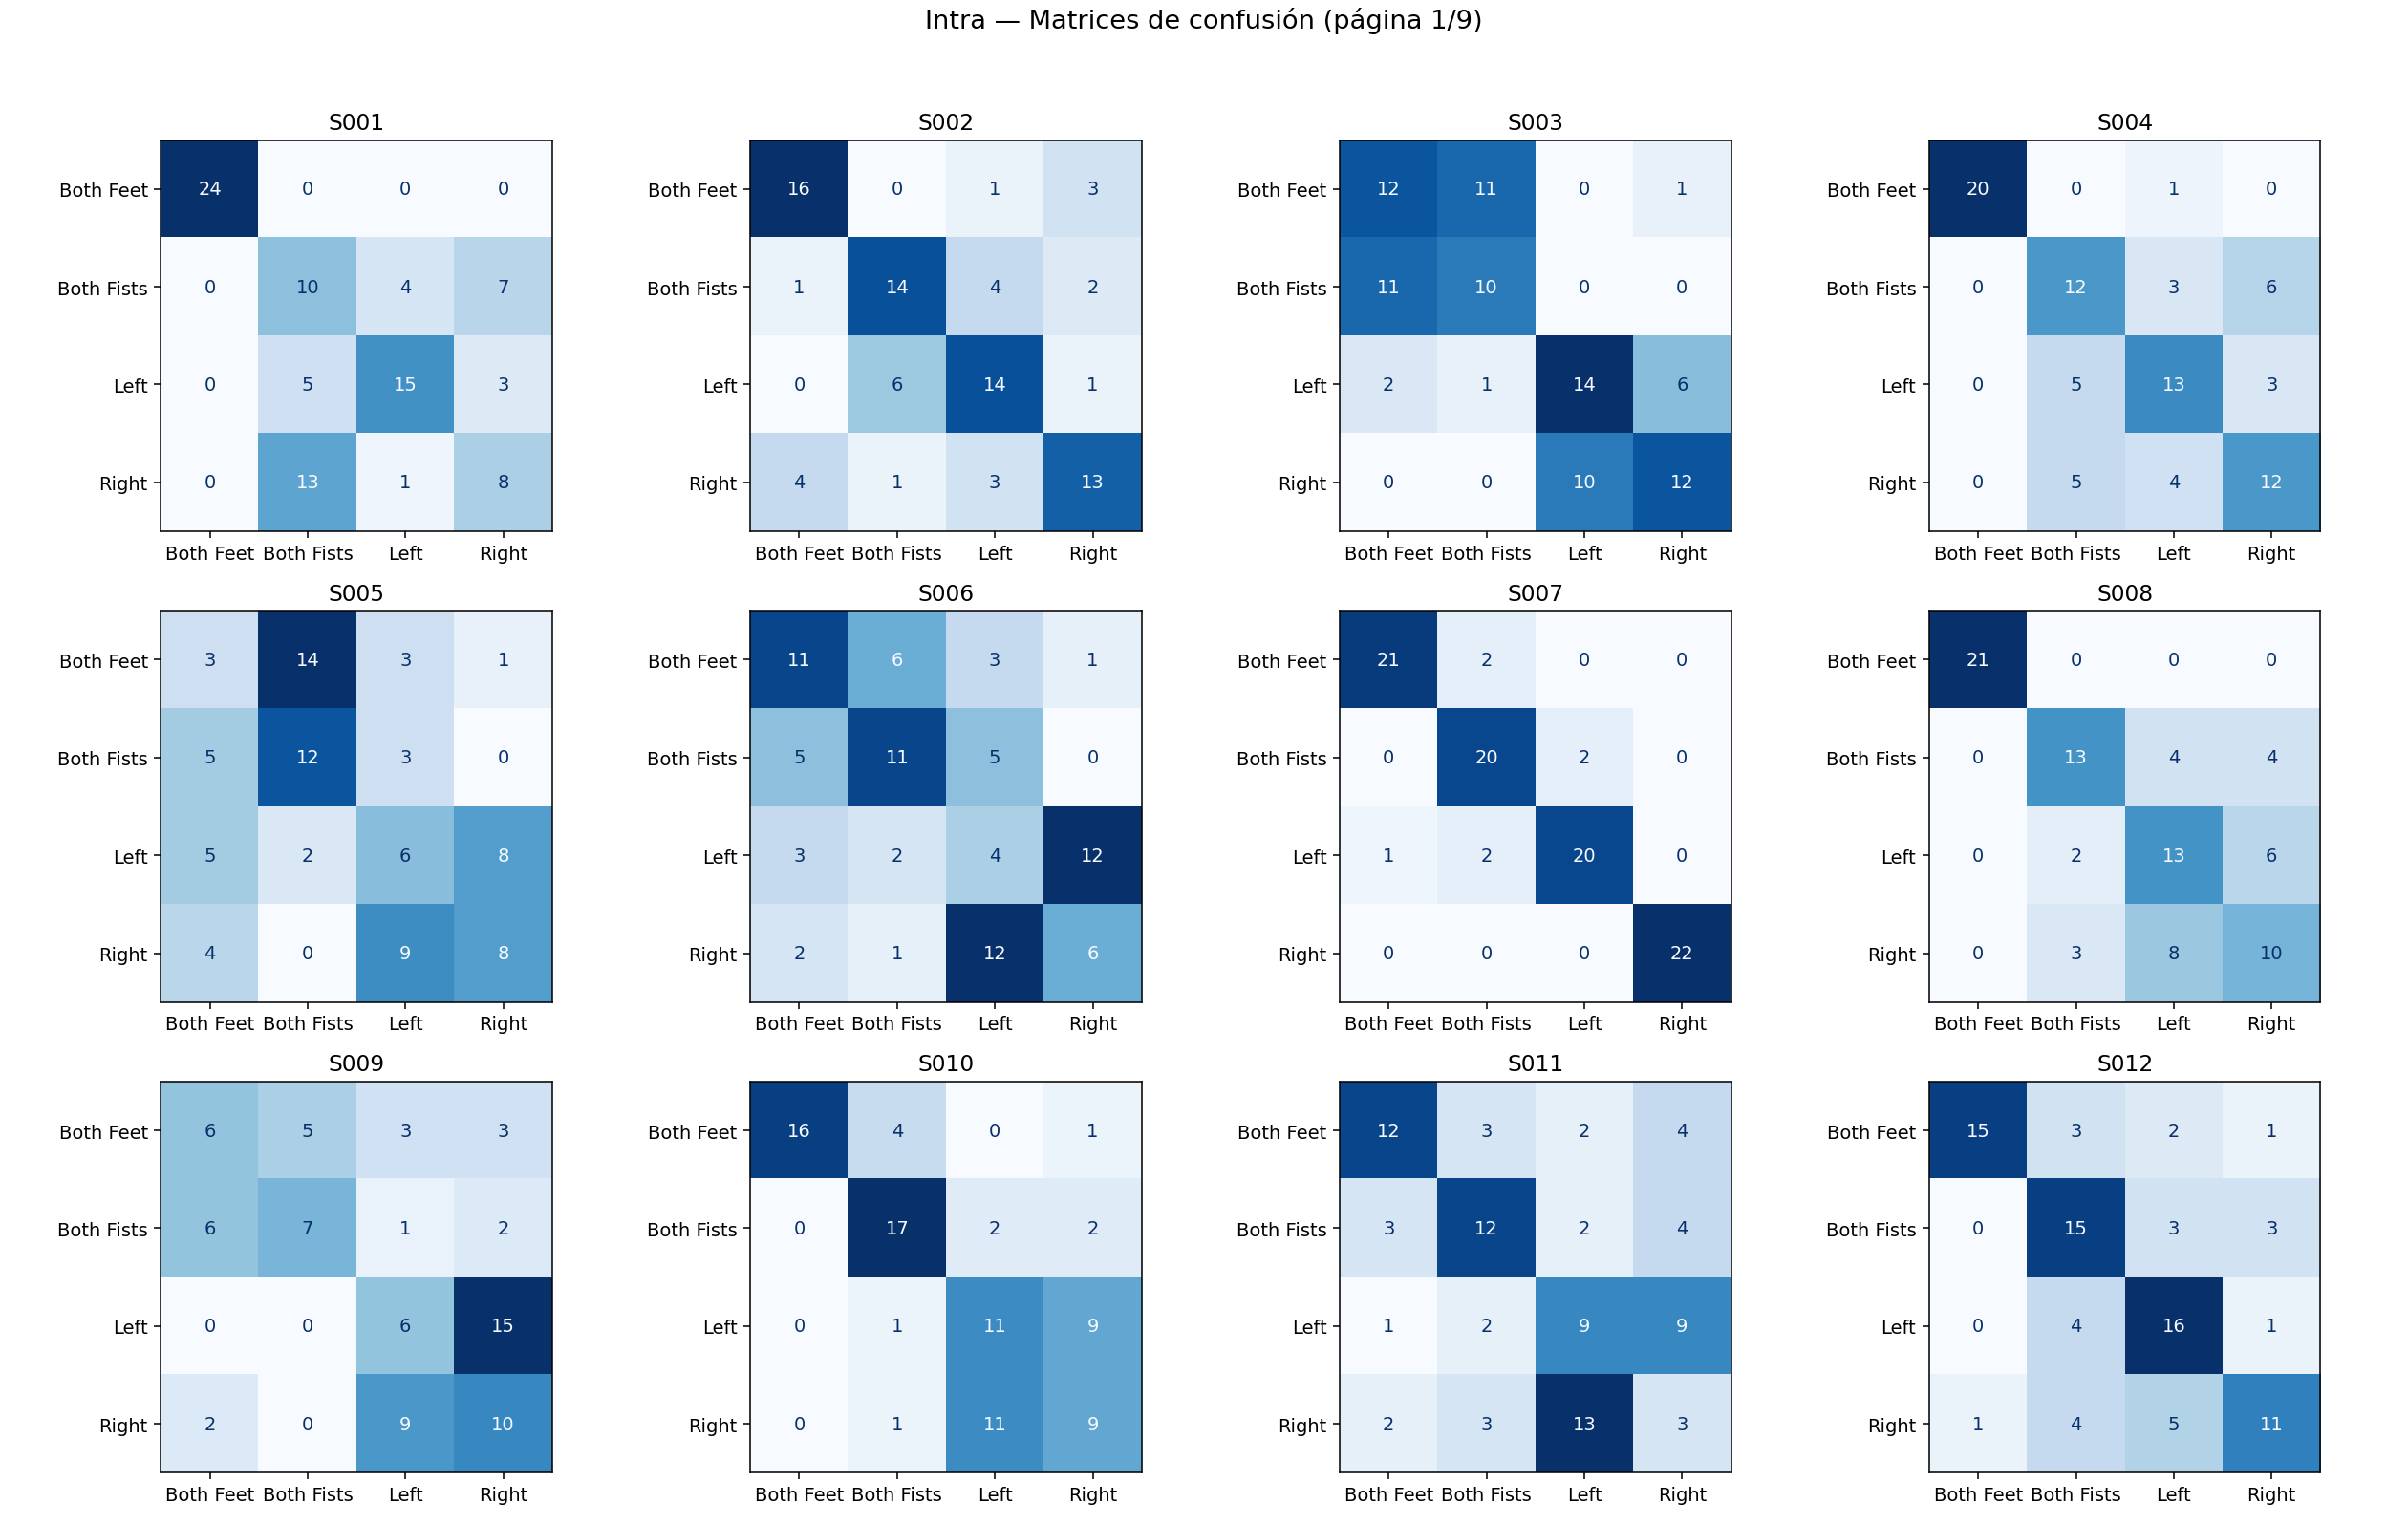 Intra — Matrices de confusión (página 1/9)
S001 S002 S003 S004
Both Feet 24 0 0 0 Both Feet 16 0 1 3 Both Feet 12 11 0 1 Both Feet 20 0 1 0
Both Fists 0 10 4 7 Both Fists 1 14 4 2 Both Fists 11 10 0 0 Both Fists 0 12 3 6
Left 0 5 15 3 Left 0 6 14 1 Left 2 1 14 6 Left 0 5 13 3
Right 0 13 1 8 Right 4 1 3 13 Right 0 0 10 12 Right 0 5 4 12
Both Feet Both Fists Left Right Both Feet Both Fists Left Right Both Feet Both Fists Left Right Both Feet Both Fists Left Right
S005 S006 S007 S008
Both Feet 3 14 3 1 Both Feet 11 6 3 1 Both Feet 21 2 0 0 Both Feet 21 0 0 0
Both Fists 5 12 3 0 Both Fists 5 11 5 0 Both Fists 0 20 2 0 Both Fists 0 13 4 4
Left 5 2 6 8 Left 3 2 4 12 Left 1 2 20 0 Left 0 2 13 6
Right 4 0 9 8 Right 2 1 12 6 Right 0 0 0 22 Right 0 3 8 10
Both Feet Both Fists Left Right Both Feet Both Fists Left Right Both Feet Both Fists Left Right Both Feet Both Fists Left Right
S009 S010 S011 S012
Both Feet 6 5 3 3 Both Feet 16 4 0 1 Both Feet 12 3 2 4 Both Feet 15 3 2 1
Both Fists 6 7 1 2 Both Fists 0 17 2 2 Both Fists 3 12 2 4 Both Fists 0 15 3 3
Left 0 0 6 15 Left 0 1 11 9 Left 1 2 9 9 Left 0 4 16 1
Right 2 0 9 10 Right 0 1 11 9 Right 2 3 13 3 Right 1 4 5 11
Both Feet Both Fists Left Right Both Feet Both Fists Left Right Both Feet Both Fists Left Right Both Feet Both Fists Left Right